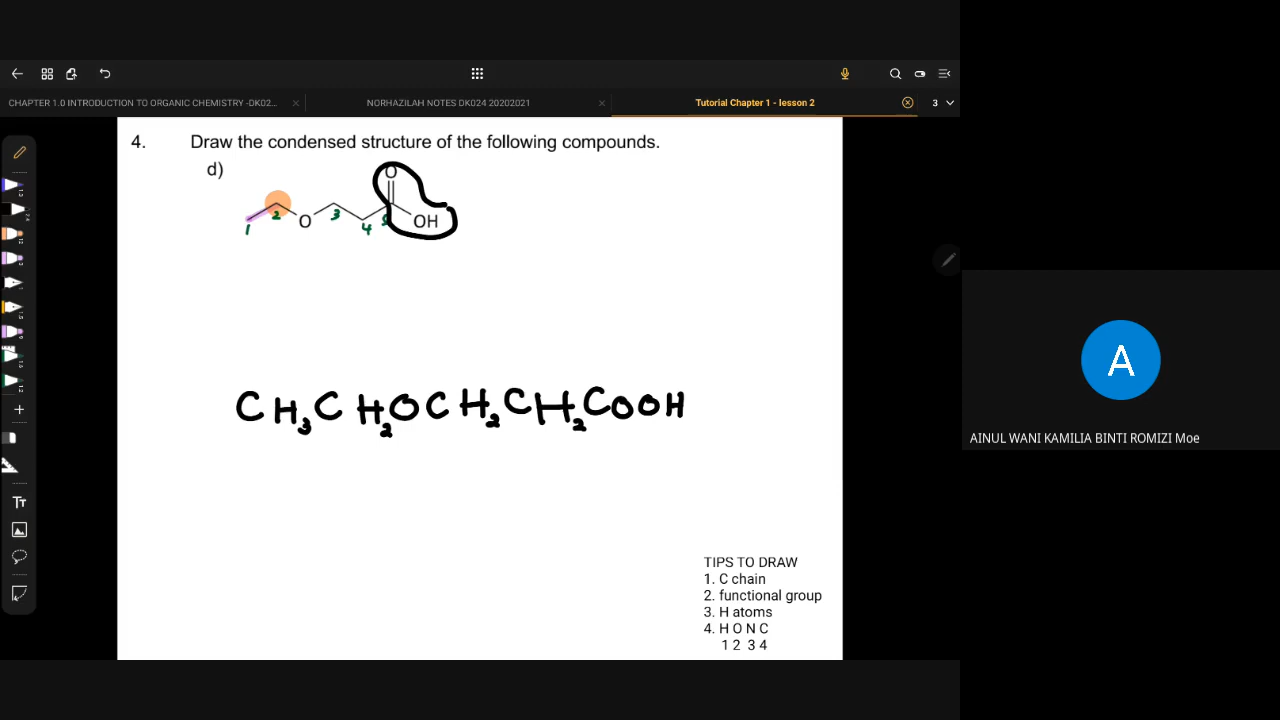 CHAPTER 1.0 INTRODUCTION TO ORGANIC CHEMISTRY -DK02...
NORHAZILAH NOTES DK024 20202021
Tutorial Chapter 1 - lesson 2
3
4. Draw the condensed structure of the following compounds.
d)
O
O
OH
1 2 3 4 5
CH₃CH₂OCH₂CH₂COOH
Tт
A
AINUL WANI KAMILIA BINTI ROMIZI Moe
TIPS TO DRAW
1. C chain
2. functional group
3. H atoms
4. H O N C
1 2 3 4